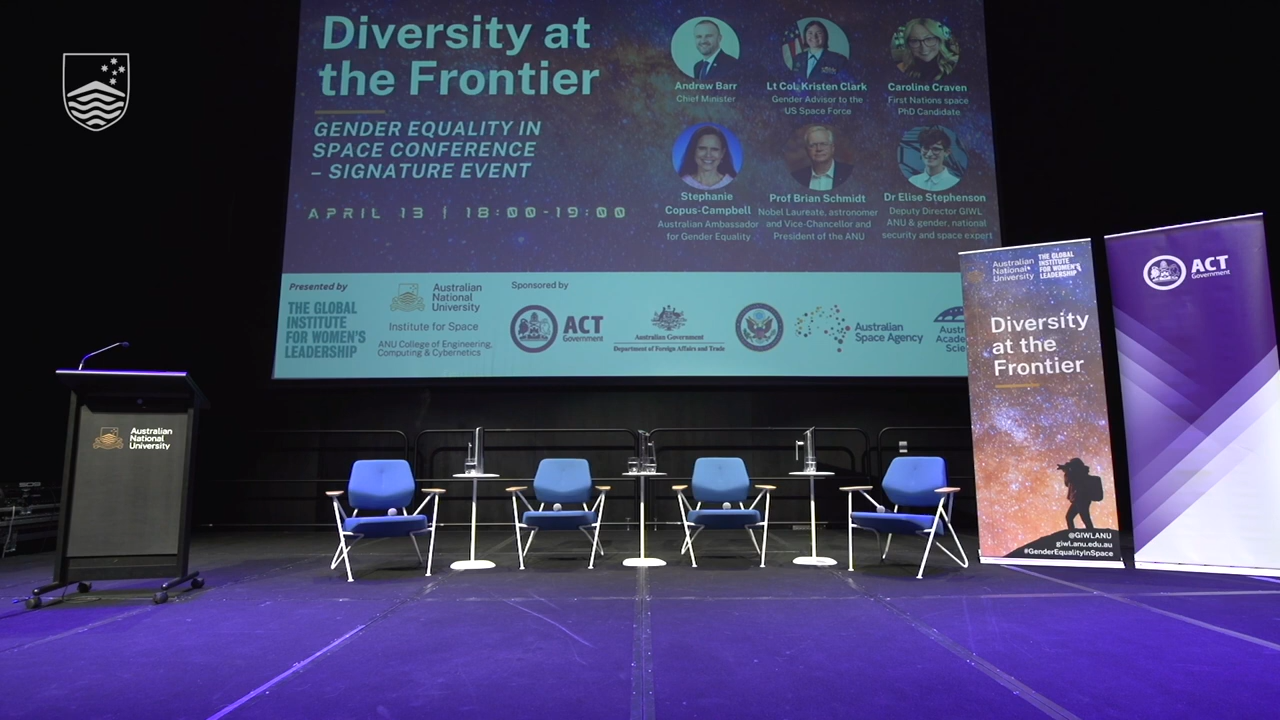 Diversity at
the Frontier
GENDER EQUALITY IN
SPACE CONFERENCE
– SIGNATURE EVENT
APRIL 13 | 18:00-19:00
Andrew Barr
Chief Minister
Lt Col. Kristen Clark
Gender Advisor to the
US Space Force
Caroline Craven
First Nations space
PhD Candidate
Stephanie
Copus-Campbell
Australian Ambassador
for Gender Equality
Prof Brian Schmidt
Nobel Laureate, astronomer
and Vice-Chancellor and
President of the ANU
Dr Elise Stephenson
Deputy Director GIWL
ANU & gender, national
security and space expert
Presented by
THE GLOBAL
INSTITUTE
FOR WOMEN'S
LEADERSHIP
Australian
National
University
Institute for Space
ANU College of Engineering,
Computing & Cybernetics
Sponsored by
ACT
Government
Australian Government
Department of Foreign Affairs and Trade
Australian
Space Agency
Austr
Acade
Scie
Australian
National
University
THE GLOBAL
INSTITUTE
FOR WOMEN'S
LEADERSHIP
Diversity
at the
Frontier
@GIWLANU
giwl.anu.edu.au
#GenderEqualityInSpace
ACT
Government
Australian
National
University